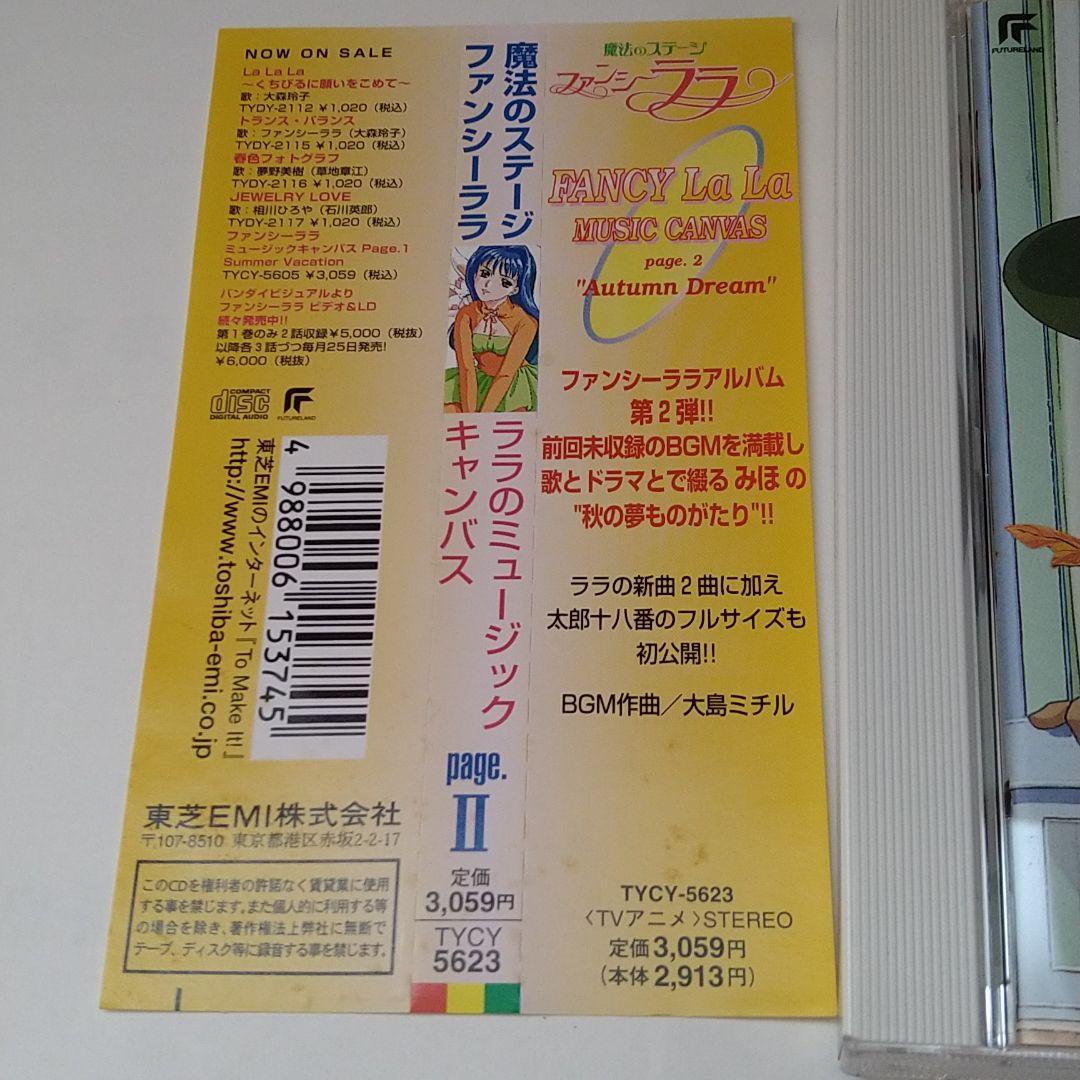 NOW ON SALE
La La La
～くちびるに願いをこめて～
歌：大森玲子
TYDY-2112 ¥1,020（税込）
トランス・バランス
歌：ファンシーララ（大森玲子）
TYDY-2115 ¥1,020（税込）
春色フォトグラフ
歌：夢野美樹（草地章江）
TYDY-2116 ¥1,020（税込）
JEWELRY LOVE
歌：相川ひろや（石川英郎）
TYDY-2117 ¥1,020（税込）
ファンシーララ
ミュージックキャンバス Page.1
Summer Vacation
TYCY-5605 ¥3,059（税込）
バンダイビジュアルより
ファンシーララ ビデオ&LD
続々発売中!!
第1巻のみ2話収録¥5,000（税抜）
以降各3話づつ毎月25日発売!
¥6,000（税抜）
COMPACT
disc
DIGITAL AUDIO
FUTURELAND
4 988006 153745
東芝EMIのインターネット『To Make It!』
http://www.toshiba-emi.co.jp
東芝EMI株式会社
〒107-8510 東京都港区赤坂2-2-17
このCDを権利者の許諾なく賃貸業に使用
する事を禁じます。また個人的に利用する等
の場合を除き、著作権法上弊社に無断で
テープ、ディスク等に録音する事を禁じます。
魔法のステージ
ファンシーララ
ララのミュージック
キャンバス
page.
II
定価
3,059円
TYCY
5623
魔法のステージ
ファンシーララ
FANCY La La
MUSIC CANVAS
page. 2
"Autumn Dream"
ファンシーララアルバム
第2弾!!
前回未収録のBGMを満載し
歌とドラマとで綴る みほ の
"秋の夢ものがたり"!!
ララの新曲2曲に加え
太郎十八番のフルサイズも
初公開!!
BGM作曲／大島ミチル
TYCY-5623
〈TVアニメ〉STEREO
定価3,059円
（本体2,913円）
FUTURELAND